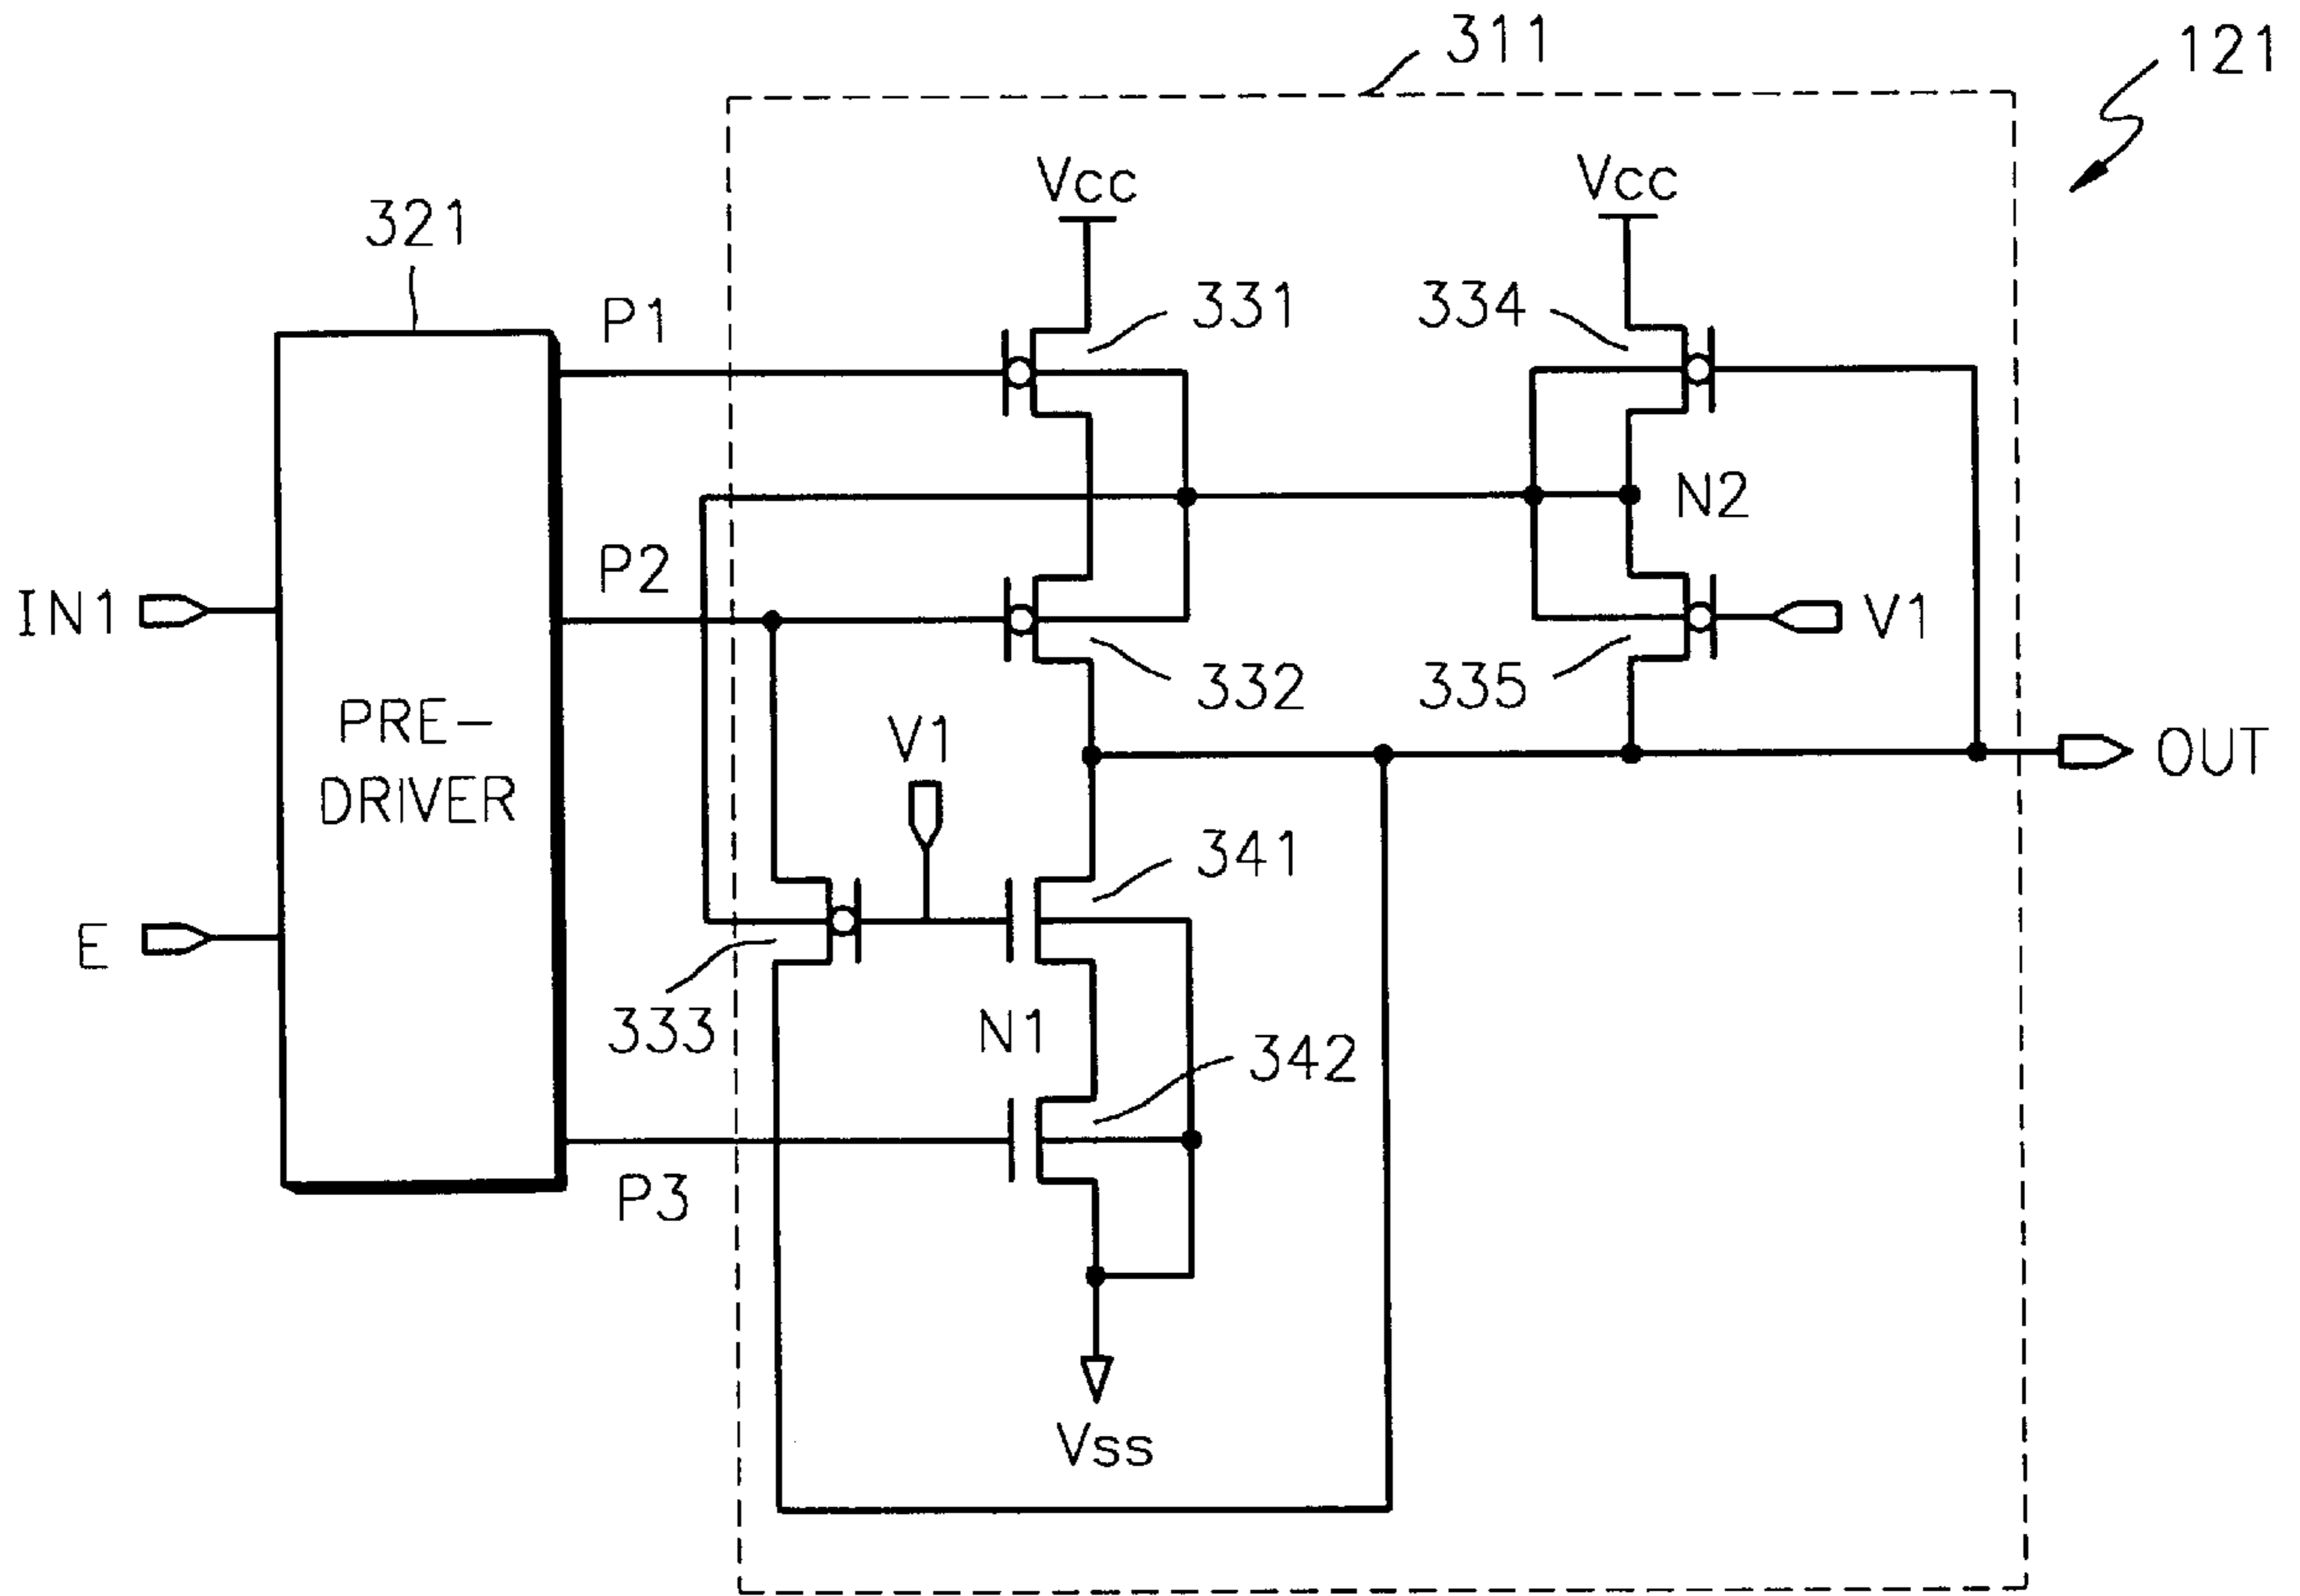 311
121
Vcc
Vcc
321
P1
331
334
N2
P2
IN1
332
335
V1
PRE-
DRIVER
V1
OUT
341
E
333
N1
342
P3
Vss